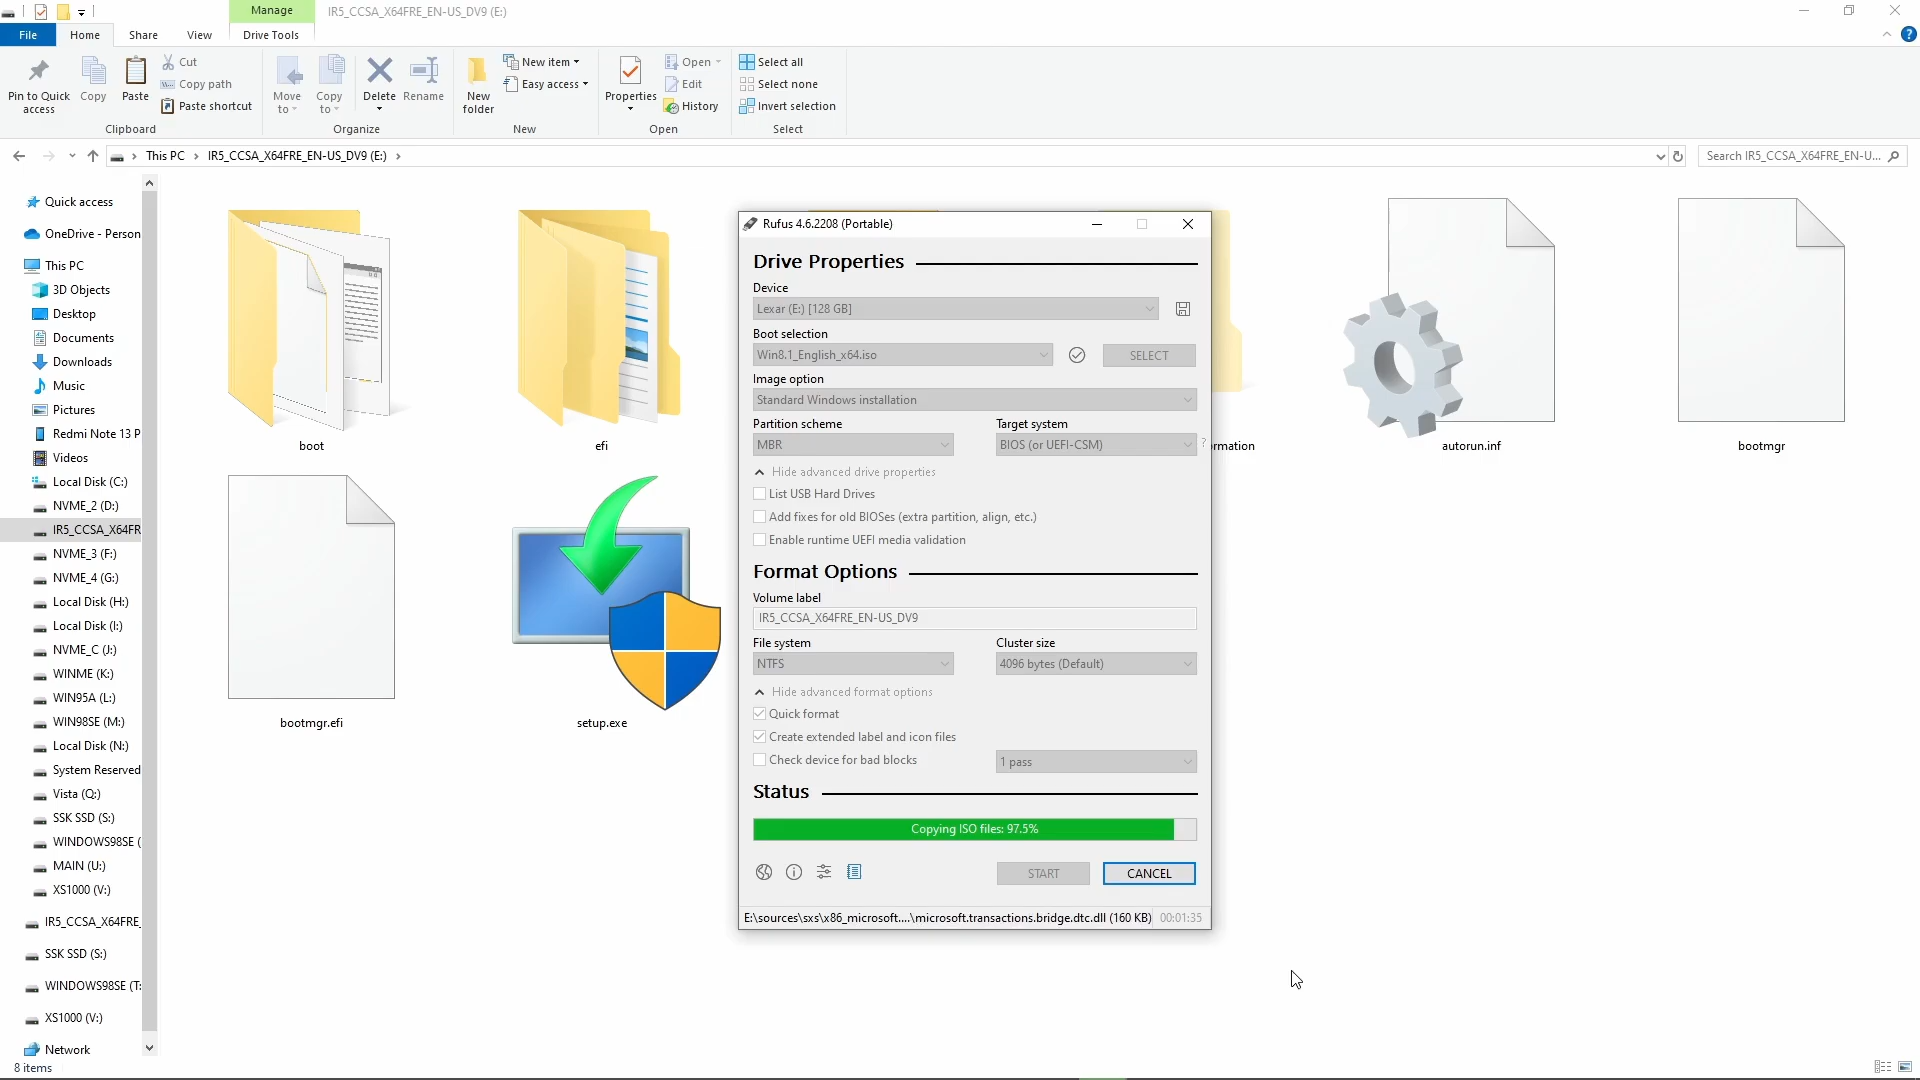 Manage
IR5_CCSA_X64FRE_EN-US_DV9 (E:)
File
Home
Share
View
Drive Tools
Pin to Quick access
Copy
Paste
Cut
Copy path
Paste shortcut
Clipboard
Move to
Copy to
Delete
Rename
Organize
New folder
New item
Easy access
New
Properties
Open
Edit
History
Open
Select all
Select none
Invert selection
Select
This PC
IR5_CCSA_X64FRE_EN-US_DV9 (E:)
Search IR5_CCSA_X64FRE_EN-U...
Quick access
OneDrive - Person
This PC
3D Objects
Desktop
Documents
Downloads
Music
Pictures
Redmi Note 13 P
Videos
Local Disk (C:)
NVME_2 (D:)
IR5_CCSA_X64FR
NVME_3 (F:)
NVME_4 (G:)
Local Disk (H:)
Local Disk (I:)
NVME_C (J:)
WINME (K:)
WIN95A (L:)
WIN98SE (M:)
Local Disk (N:)
System Reserved
Vista (Q:)
SSK SSD (S:)
WINDOWS98SE (
MAIN (U:)
XS1000 (V:)
IR5_CCSA_X64FRE_
SSK SSD (S:)
WINDOWS98SE (T:
XS1000 (V:)
Network
8 items
boot
efi
rmation
autorun.inf
bootmgr
bootmgr.efi
setup.exe
Rufus 4.6.2208 (Portable)
Drive Properties
Device
Lexar (E:) [128 GB]
Boot selection
Win8.1_English_x64.iso
SELECT
Image option
Standard Windows installation
Partition scheme
Target system
MBR
BIOS (or UEFI-CSM)
?
Hide advanced drive properties
List USB Hard Drives
Add fixes for old BIOSes (extra partition, align, etc.)
Enable runtime UEFI media validation
Format Options
Volume label
IR5_CCSA_X64FRE_EN-US_DV9
File system
Cluster size
NTFS
4096 bytes (Default)
Hide advanced format options
Quick format
Create extended label and icon files
Check device for bad blocks
1 pass
Status
Copying ISO files: 97.5%
START
CANCEL
E:\sources\sxs\x86_microsoft....\microsoft.transactions.bridge.dtc.dll (160 KB)
00:01:35